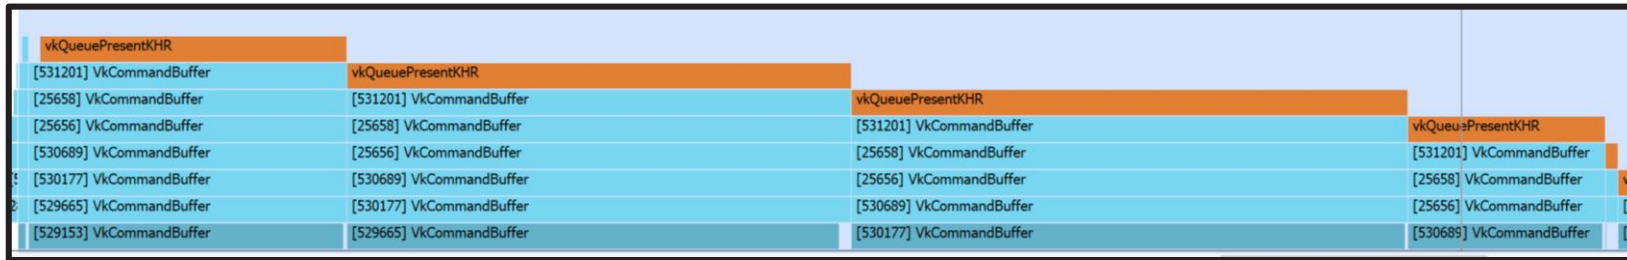 vkQueuePresentKHR
[531201] VkCommandBuffer vkQueuePresentKHR
[25658] VkCommandBuffer [531201] VkCommandBuffer vkQueuePresentKHR
[25656] VkCommandBuffer [25658] VkCommandBuffer [531201] VkCommandBuffer vkQueuePresentKHR
[530689] VkCommandBuffer [25656] VkCommandBuffer [25658] VkCommandBuffer [531201] VkCommandBuffer
[530177] VkCommandBuffer [530689] VkCommandBuffer [25656] VkCommandBuffer [25658] VkCommandBuffer
[529665] VkCommandBuffer [530177] VkCommandBuffer [530689] VkCommandBuffer [25656] VkCommandBuffer
[529153] VkCommandBuffer [529665] VkCommandBuffer [530177] VkCommandBuffer [530689] VkCommandBuffer